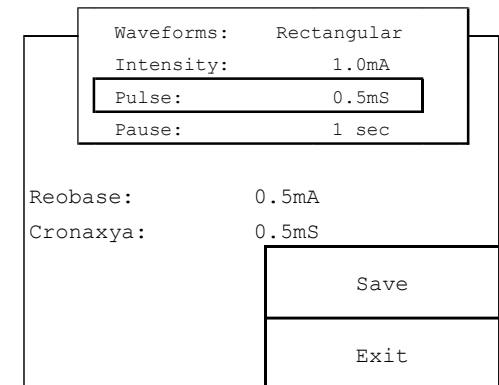 Waveforms: Rectangular
Intensity: 1.0mA
Pulse: 0.5mS
Pause: 1 sec
Reobase: 0.5mA
Cronaxya: 0.5mS
Save
Exit